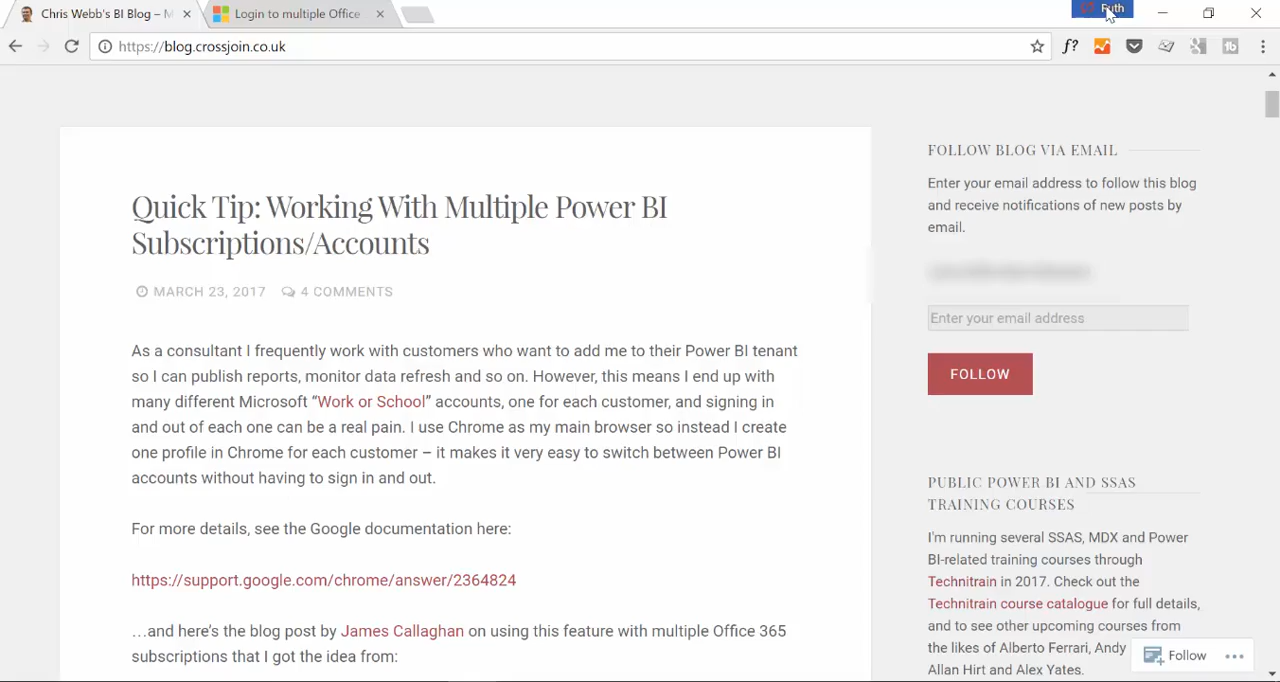 Chris Webb's BI Blog – M
Login to multiple Office
Ruth
https://blog.crossjoin.co.uk
f?
Quick Tip: Working With Multiple Power BI
Subscriptions/Accounts
MARCH 23, 2017 4 COMMENTS
As a consultant I frequently work with customers who want to add me to their Power BI tenant
so I can publish reports, monitor data refresh and so on. However, this means I end up with
many different Microsoft “Work or School” accounts, one for each customer, and signing in
and out of each one can be a real pain. I use Chrome as my main browser so instead I create
one profile in Chrome for each customer – it makes it very easy to switch between Power BI
accounts without having to sign in and out.
For more details, see the Google documentation here:
https://support.google.com/chrome/answer/2364824
…and here’s the blog post by James Callaghan on using this feature with multiple Office 365
subscriptions that I got the idea from:
FOLLOW BLOG VIA EMAIL
Enter your email address to follow this blog
and receive notifications of new posts by
email.
Enter your email address
FOLLOW
PUBLIC POWER BI AND SSAS
TRAINING COURSES
I'm running several SSAS, MDX and Power
BI-related training courses through
Technitrain in 2017. Check out the
Technitrain course catalogue for full details,
and to see other upcoming courses from
the likes of Alberto Ferrari, Andy
Allan Hirt and Alex Yates.
Follow